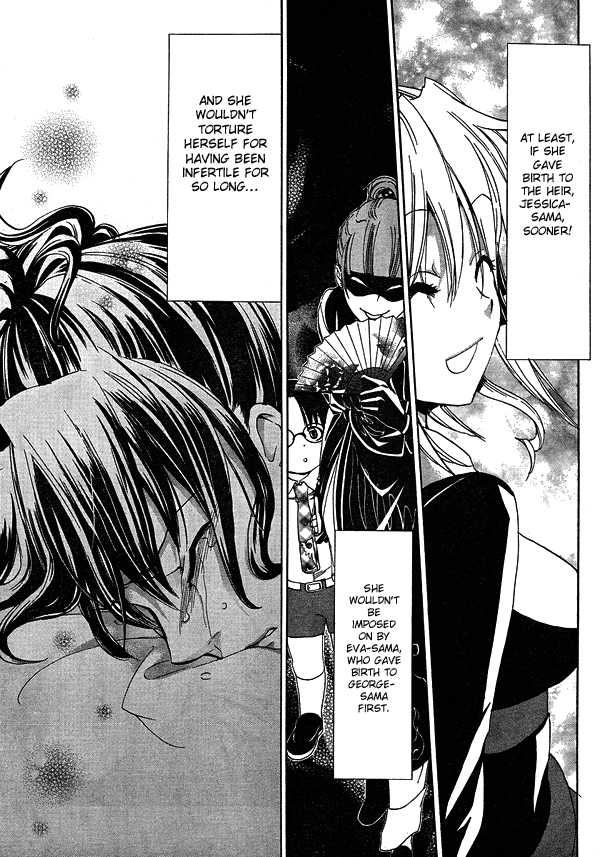 AT LEAST,
IF SHE
GAVE
BIRTH TO
THE HEIR,
JESSICA-
SAMA,
SOONER!
SHE
WOULDN'T
BE
IMPOSED
ON BY
EVA-SAMA,
WHO GAVE
BIRTH TO
GEORGE-
SAMA
FIRST.
AND SHE
WOULDN'T
TORTURE
HERSELF FOR
HAVING BEEN
INFERTILE FOR
SO LONG...